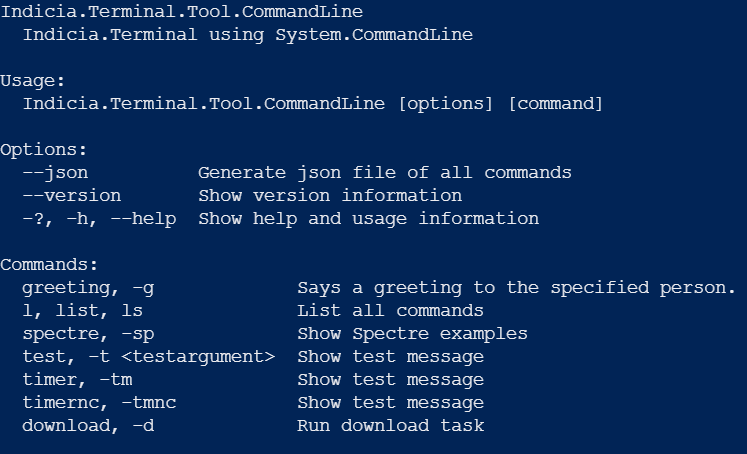 Indicia.Terminal.Tool.CommandLine
  Indicia.Terminal using System.CommandLine

Usage:
  Indicia.Terminal.Tool.CommandLine [options] [command]

Options:
  --json          Generate json file of all commands
  --version       Show version information
  -?, -h, --help  Show help and usage information

Commands:
  greeting, -g             Says a greeting to the specified person.
  l, list, ls              List all commands
  spectre, -sp             Show Spectre examples
  test, -t <testargument>  Show test message
  timer, -tm               Show test message
  timernc, -tmnc           Show test message
  download, -d             Run download task